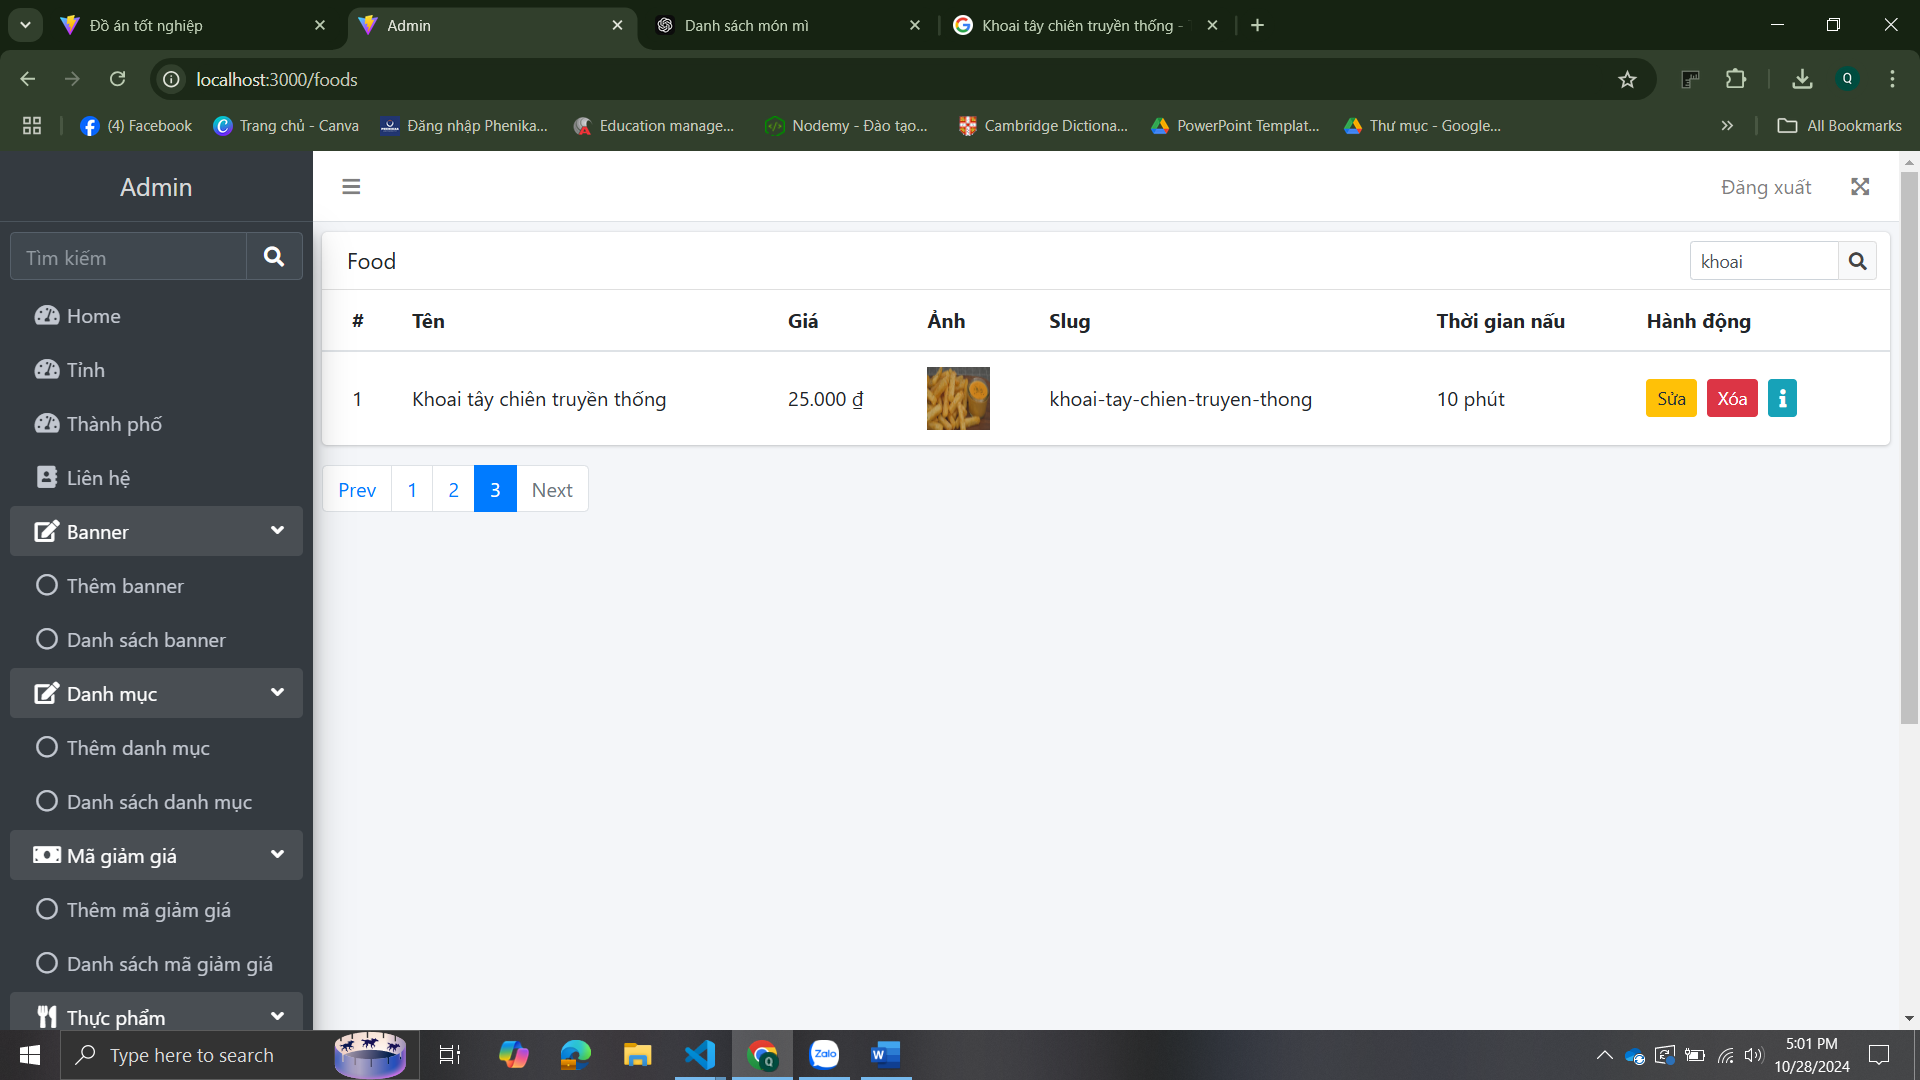 Đồ án tốt nghiệp
Admin
Danh sách món mì
Khoai tây chiên truyền thống -
localhost:3000/foods
Q
(4) Facebook
Trang chủ - Canva
Đăng nhập Phenika...
Education manage...
Nodemy - Đào tạo...
Cambridge Dictiona...
PowerPoint Templat...
Thư mục - Google...
All Bookmarks
Admin
Đăng xuất
Tìm kiếm
Food
khoai
# Tên Giá Ảnh Slug Thời gian nấu Hành động
1 Khoai tây chiên truyền thống 25.000 ₫ khoai-tay-chien-truyen-thong 10 phút Sửa Xóa
Prev 1 2 3 Next
Home
Tỉnh
Thành phố
Liên hệ
Banner
Thêm banner
Danh sách banner
Danh mục
Thêm danh mục
Danh sách danh mục
Mã giảm giá
Thêm mã giảm giá
Danh sách mã giảm giá
Thực phẩm
Type here to search
Zalo
5:01 PM
10/28/2024